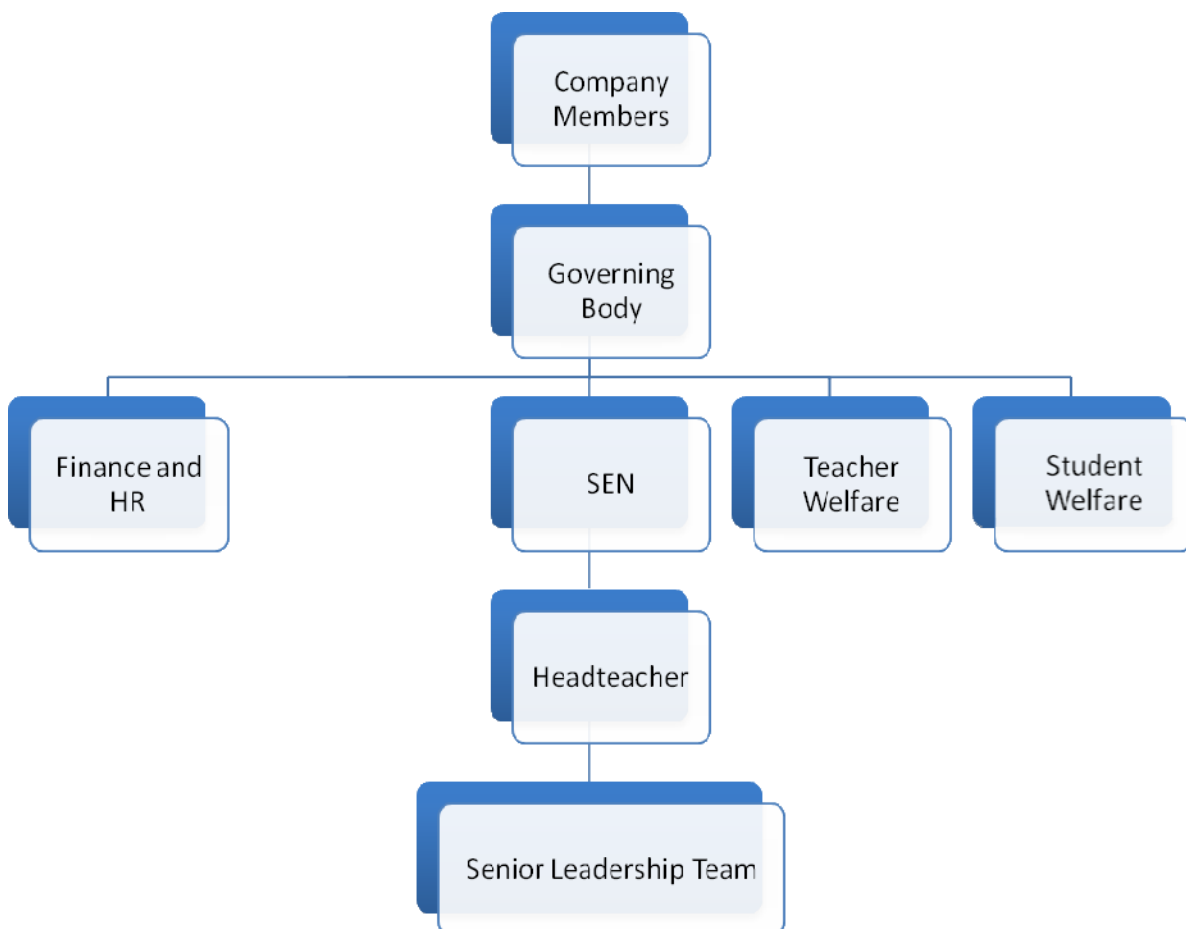 Company
Members
Governing
Body
Finance and
HR
SEN
Teacher
Welfare
Student
Welfare
Headteacher
Senior Leadership Team